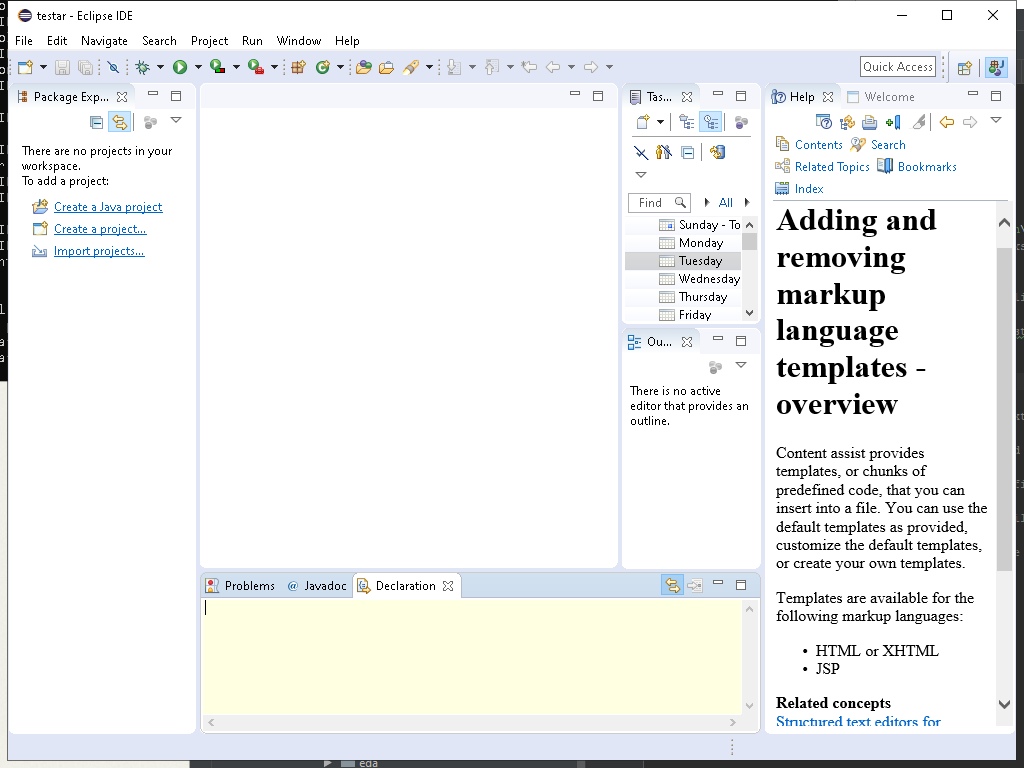 testar - Eclipse IDE
File Edit Navigate Search Project Run Window Help
Quick Access
Package Exp...
There are no projects in your
workspace.
To add a project:
Create a Java project
Create a project...
Import projects...
Tas...
Find
All
Sunday - To
Monday
Tuesday
Wednesday
Thursday
Friday
Ou...
There is no active
editor that provides an
outline.
Problems @ Javadoc Declaration
Help Welcome
Contents Search
Related Topics Bookmarks
Index
Adding and
removing
markup
language
templates -
overview
Content assist provides
templates, or chunks of
predefined code, that you can
insert into a file. You can use the
default templates as provided,
customize the default templates,
or create your own templates.
Templates are available for the
following markup languages:
• HTML or XHTML
• JSP
Related concepts
Structured text editors for
eda